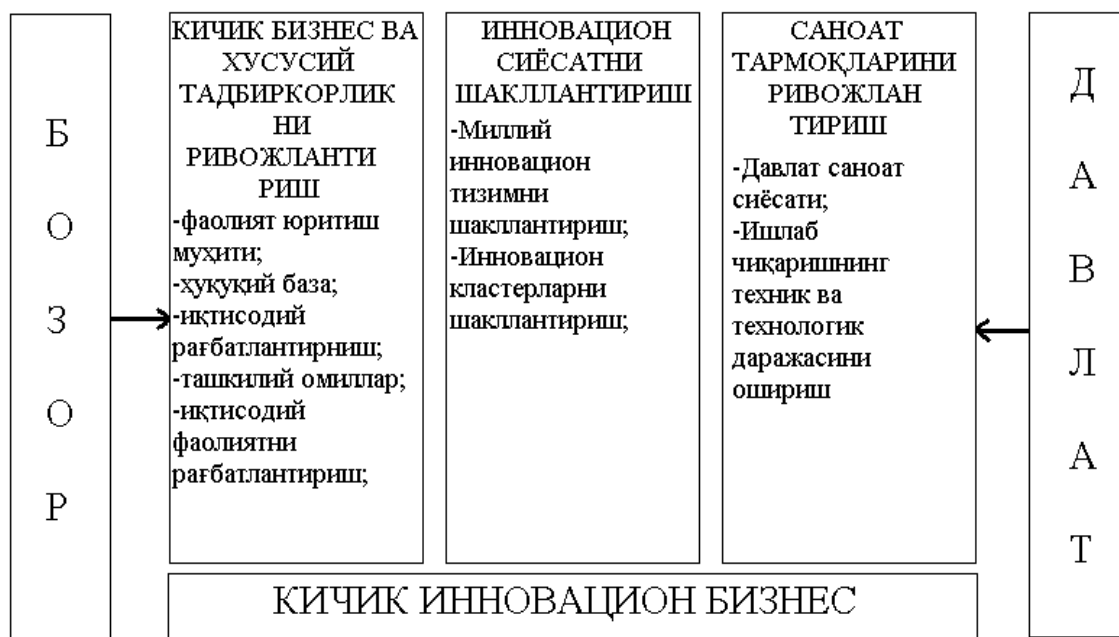 БОЗОР
КИЧИК БИЗНЕС ВА
ХУСУСИЙ
ТАДБИРКОРЛИК
НИ
РИВОЖЛАНТИ
РИШ
-фаолият юритиш
муҳити;
-ҳуқуқий база;
-иқтисодий
рағбатлантирниш;
-ташкилий омиллар;
-иқтисодий
фаолиятни
рағбатлантириш;
ИННОВАЦИОН
СИЁСАТНИ
ШАКЛЛАНТИРИШ
-Миллий
инновацион
тизимни
шакллантириш;
-Инновацион
кластерларни
шакллантириш;
САНОАТ
ТАРМОҚЛАРИНИ
РИВОЖЛАН
ТИРИШ
-Давлат саноат
сиёсати;
-Ишлаб
чиқаришнинг
техник ва
технологик
даражасини
ошириш
ДАВЛАТ
КИЧИК ИННОВАЦИОН БИЗНЕС